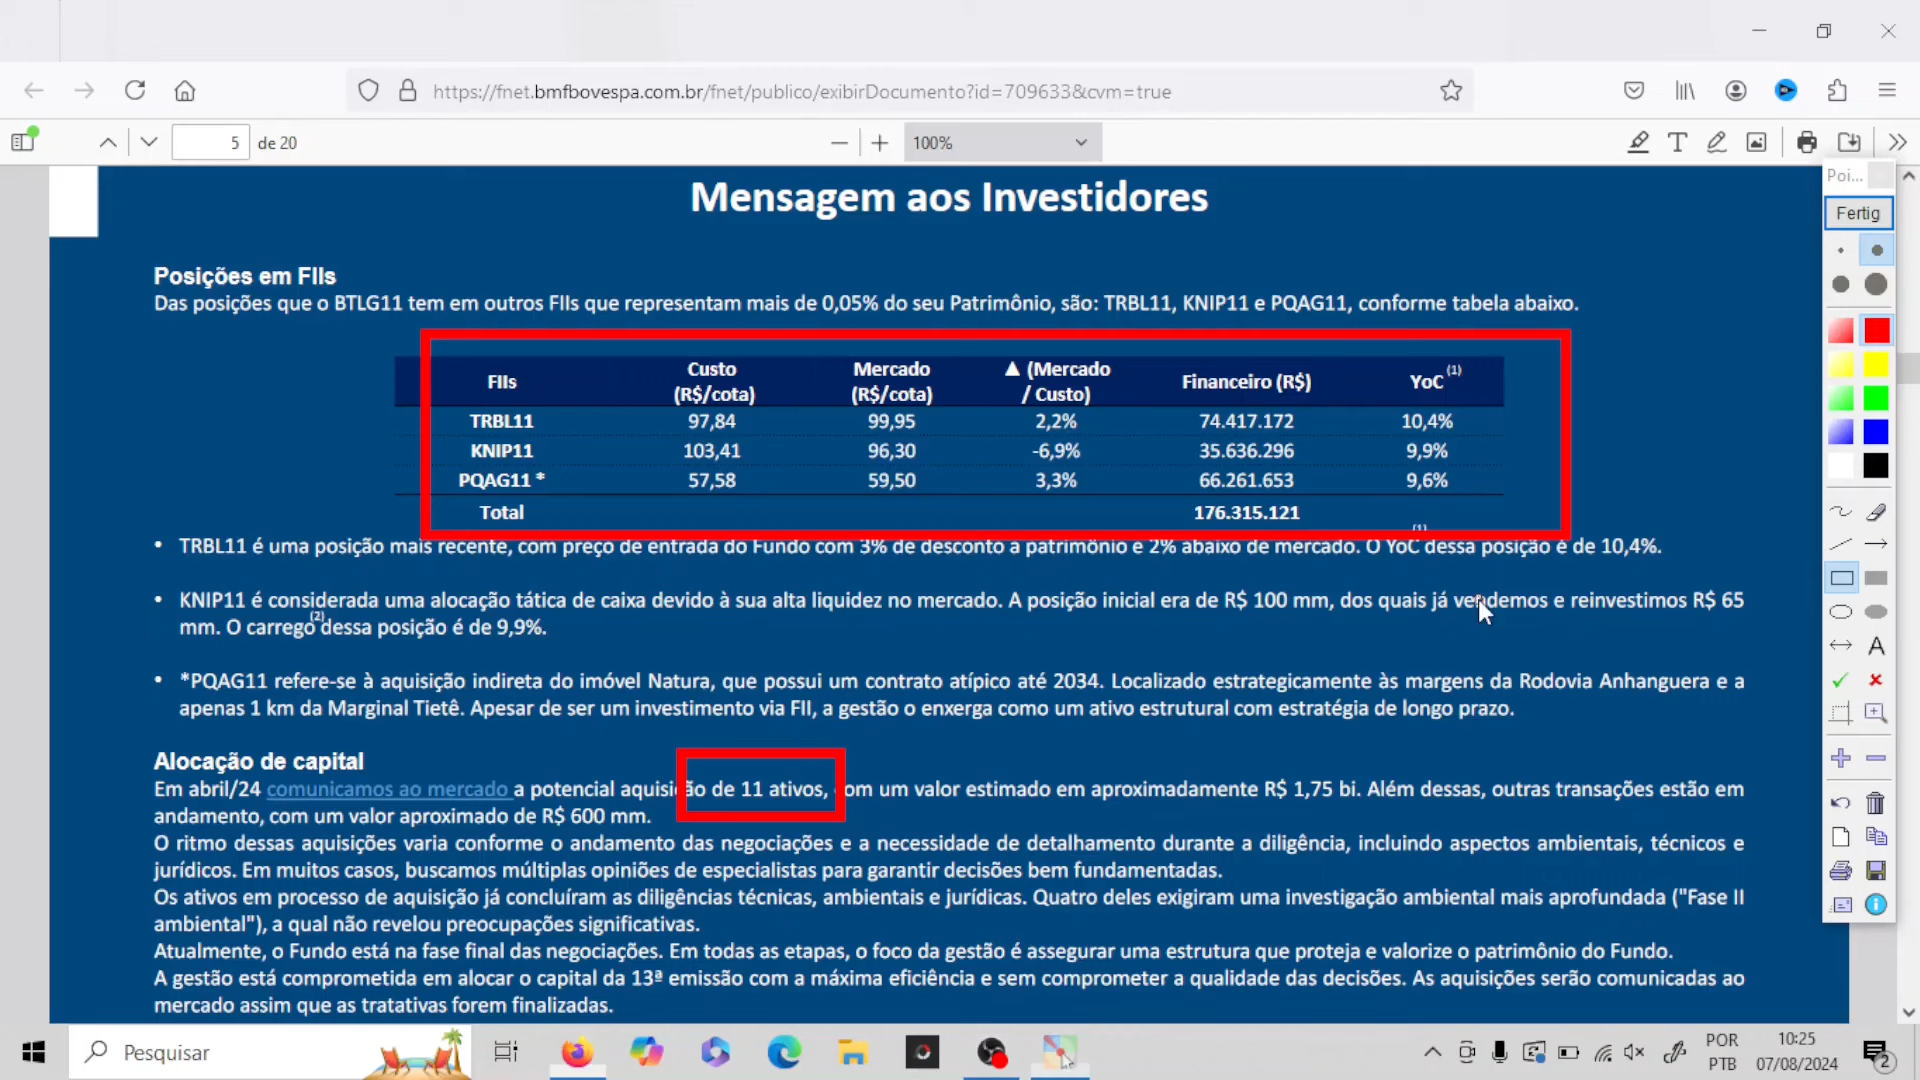 https://fnet.bmfbovespa.com.br/fnet/publico/exibirDocumento?id=709633&cvm=true
5 de 20
100%
Poi...
Fertig
Mensagem aos Investidores
Posições em FIIs
Das posições que o BTLG11 tem em outros FIIs que representam mais de 0,05% do seu Patrimônio, são: TRBL11, KNIP11 e PQAG11, conforme tabela abaixo.
FIIs Custo (R$/cota) Mercado (R$/cota) ▲ (Mercado / Custo) Financeiro (R$) YoC (1)
TRBL11 97,84 99,95 2,2% 74.417.172 10,4%
KNIP11 103,41 96,30 -6,9% 35.636.296 9,9%
PQAG11 * 57,58 59,50 3,3% 66.261.653 9,6%
Total 176.315.121
• TRBL11 é uma posição mais recente, com preço de entrada do Fundo com 3% de desconto a patrimônio e 2% abaixo de mercado. O YoC (1) dessa posição é de 10,4%.
• KNIP11 é considerada uma alocação tática de caixa devido à sua alta liquidez no mercado. A posição inicial era de R$ 100 mm, dos quais já vendemos e reinvestimos R$ 65
mm. O carrego (2) dessa posição é de 9,9%.
• *PQAG11 refere-se à aquisição indireta do imóvel Natura, que possui um contrato atípico até 2034. Localizado estrategicamente às margens da Rodovia Anhanguera e a
apenas 1 km da Marginal Tietê. Apesar de ser um investimento via FII, a gestão o enxerga como um ativo estrutural com estratégia de longo prazo.
Alocação de capital
Em abril/24 comunicamos ao mercado a potencial aquisição de 11 ativos, com um valor estimado em aproximadamente R$ 1,75 bi. Além dessas, outras transações estão em
andamento, com um valor aproximado de R$ 600 mm.
O ritmo dessas aquisições varia conforme o andamento das negociações e a necessidade de detalhamento durante a diligência, incluindo aspectos ambientais, técnicos e
jurídicos. Em muitos casos, buscamos múltiplas opiniões de especialistas para garantir decisões bem fundamentadas.
Os ativos em processo de aquisição já concluíram as diligências técnicas, ambientais e jurídicas. Quatro deles exigiram uma investigação ambiental mais aprofundada ("Fase II
ambiental"), a qual não revelou preocupações significativas.
Atualmente, o Fundo está na fase final das negociações. Em todas as etapas, o foco da gestão é assegurar uma estrutura que proteja e valorize o patrimônio do Fundo.
A gestão está comprometida em alocar o capital da 13ª emissão com a máxima eficiência e sem comprometer a qualidade das decisões. As aquisições serão comunicadas ao
mercado assim que as tratativas forem finalizadas.
Pesquisar
POR
PTB
10:25
07/08/2024
2